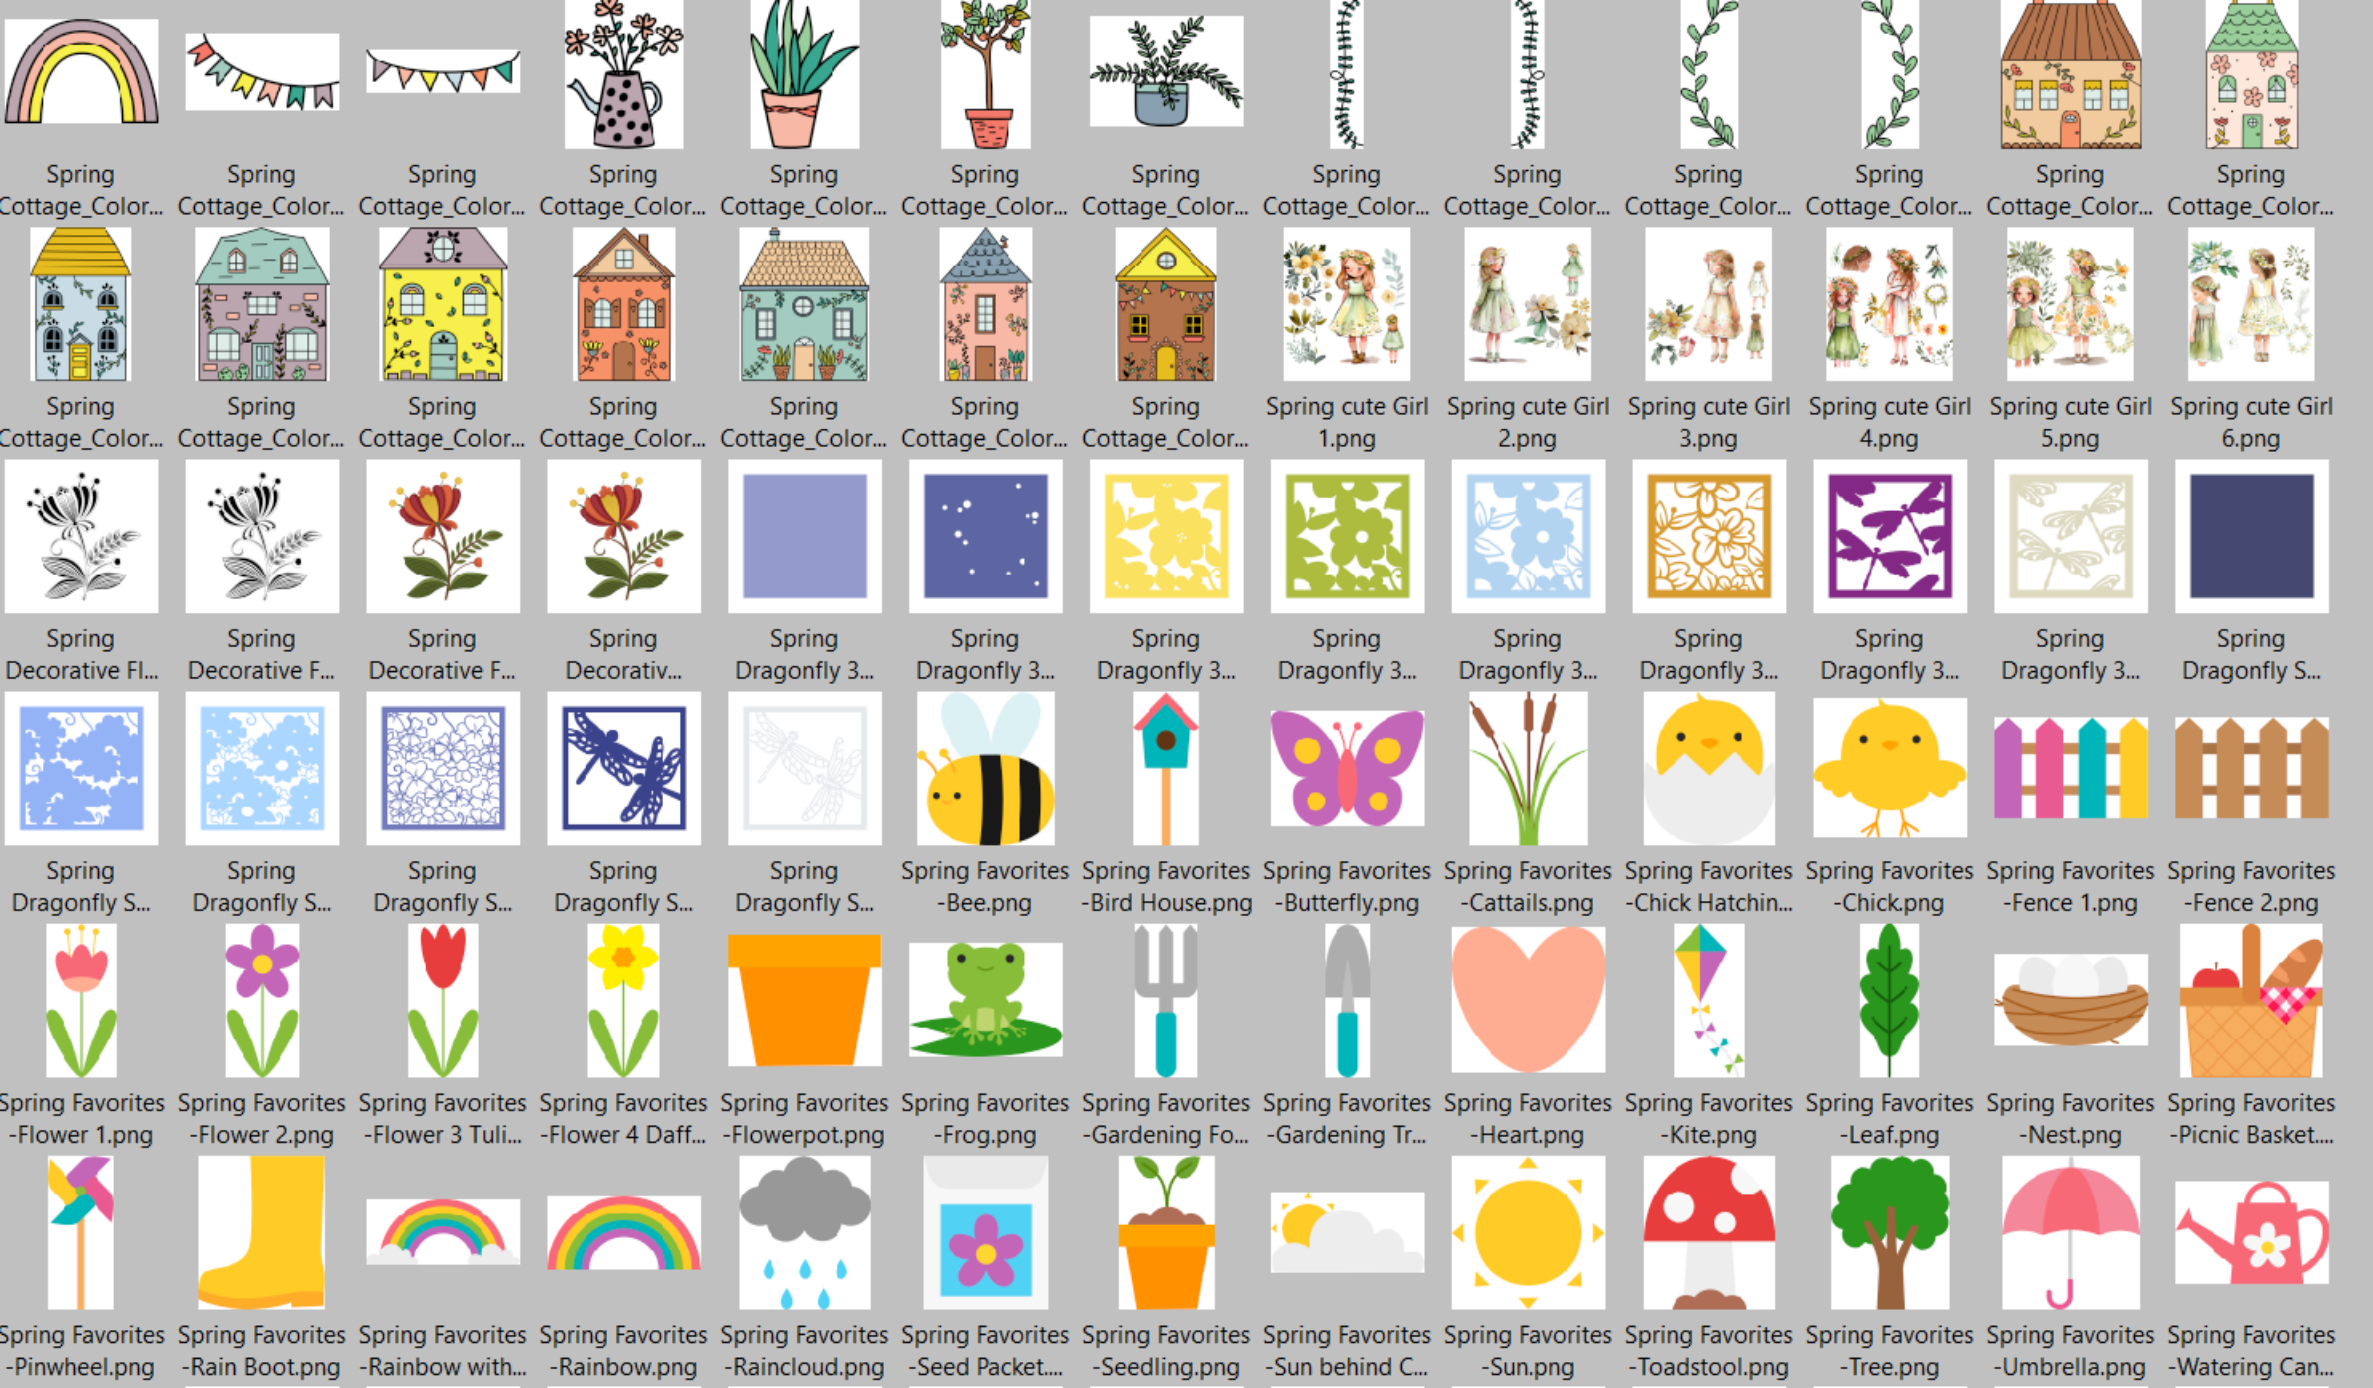 Spring
Cottage_Color...
Spring
Cottage_Color...
Spring
Cottage_Color...
Spring
Cottage_Color...
Spring
Cottage_Color...
Spring
Cottage_Color...
Spring
Cottage_Color...
Spring
Cottage_Color...
Spring
Cottage_Color...
Spring
Cottage_Color...
Spring
Cottage_Color...
Spring
Cottage_Color...
Spring
Cottage_Color...
Spring
Cottage_Color...
Spring
Cottage_Color...
Spring
Cottage_Color...
Spring
Cottage_Color...
Spring
Cottage_Color...
Spring
Cottage_Color...
Spring
Cottage_Color...
Spring cute Girl
1.png
Spring cute Girl
2.png
Spring cute Girl
3.png
Spring cute Girl
4.png
Spring cute Girl
5.png
Spring cute Girl
6.png
Spring
Decorative Fl...
Spring
Decorative F...
Spring
Decorative F...
Spring
Decorativ...
Spring
Dragonfly 3...
Spring
Dragonfly 3...
Spring
Dragonfly 3...
Spring
Dragonfly 3...
Spring
Dragonfly 3...
Spring
Dragonfly 3...
Spring
Dragonfly 3...
Spring
Dragonfly 3...
Spring
Dragonfly S...
Spring
Dragonfly S...
Spring
Dragonfly S...
Spring
Dragonfly S...
Spring
Dragonfly S...
Spring
Dragonfly S...
Spring Favorites
-Bee.png
Spring Favorites
-Bird House.png
Spring Favorites
-Butterfly.png
Spring Favorites
-Cattails.png
Spring Favorites
-Chick Hatchin...
Spring Favorites
-Chick.png
Spring Favorites
-Fence 1.png
Spring Favorites
-Fence 2.png
Spring Favorites
-Flower 1.png
Spring Favorites
-Flower 2.png
Spring Favorites
-Flower 3 Tuli...
Spring Favorites
-Flower 4 Daff...
Spring Favorites
-Flowerpot.png
Spring Favorites
-Frog.png
Spring Favorites
-Gardening Fo...
Spring Favorites
-Gardening Tr...
Spring Favorites
-Heart.png
Spring Favorites
-Kite.png
Spring Favorites
-Leaf.png
Spring Favorites
-Nest.png
Spring Favorites
-Picnic Basket....
Spring Favorites
-Pinwheel.png
Spring Favorites
-Rain Boot.png
Spring Favorites
-Rainbow with...
Spring Favorites
-Rainbow.png
Spring Favorites
-Raincloud.png
Spring Favorites
-Seed Packet....
Spring Favorites
-Seedling.png
Spring Favorites
-Sun behind C...
Spring Favorites
-Sun.png
Spring Favorites
-Toadstool.png
Spring Favorites
-Tree.png
Spring Favorites
-Umbrella.png
Spring Favorites
-Watering Can...